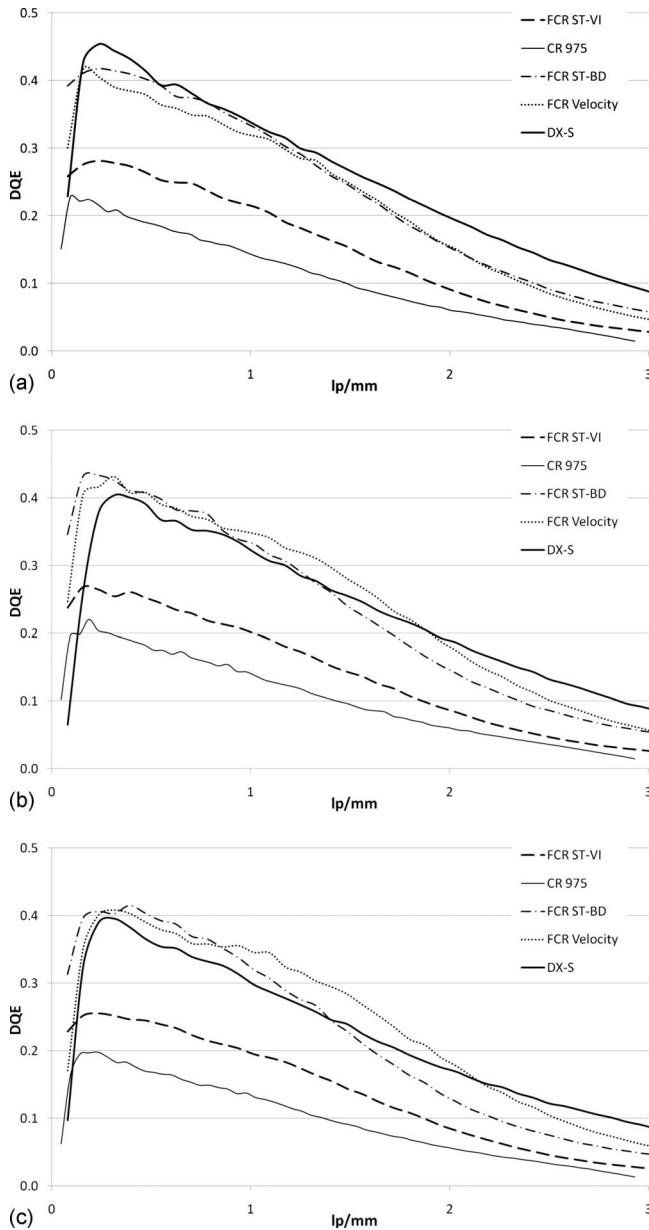 0.5
0.4
0.3
0.2
0.1
0.0
DQE
FCR ST-VI
CR 975
FCR ST-BD
FCR Velocity
DX-S
0 1 2 3
lp/mm
(a)
0.5
0.4
0.3
0.2
0.1
0.0
DQE
FCR ST-VI
CR 975
FCR ST-BD
FCR Velocity
DX-S
0 1 2 3
lp/mm
(b)
0.5
0.4
0.3
0.2
0.1
0.0
DQE
FCR ST-VI
CR 975
FCR ST-BD
FCR Velocity
DX-S
0 1 2 3
lp/mm
(c)